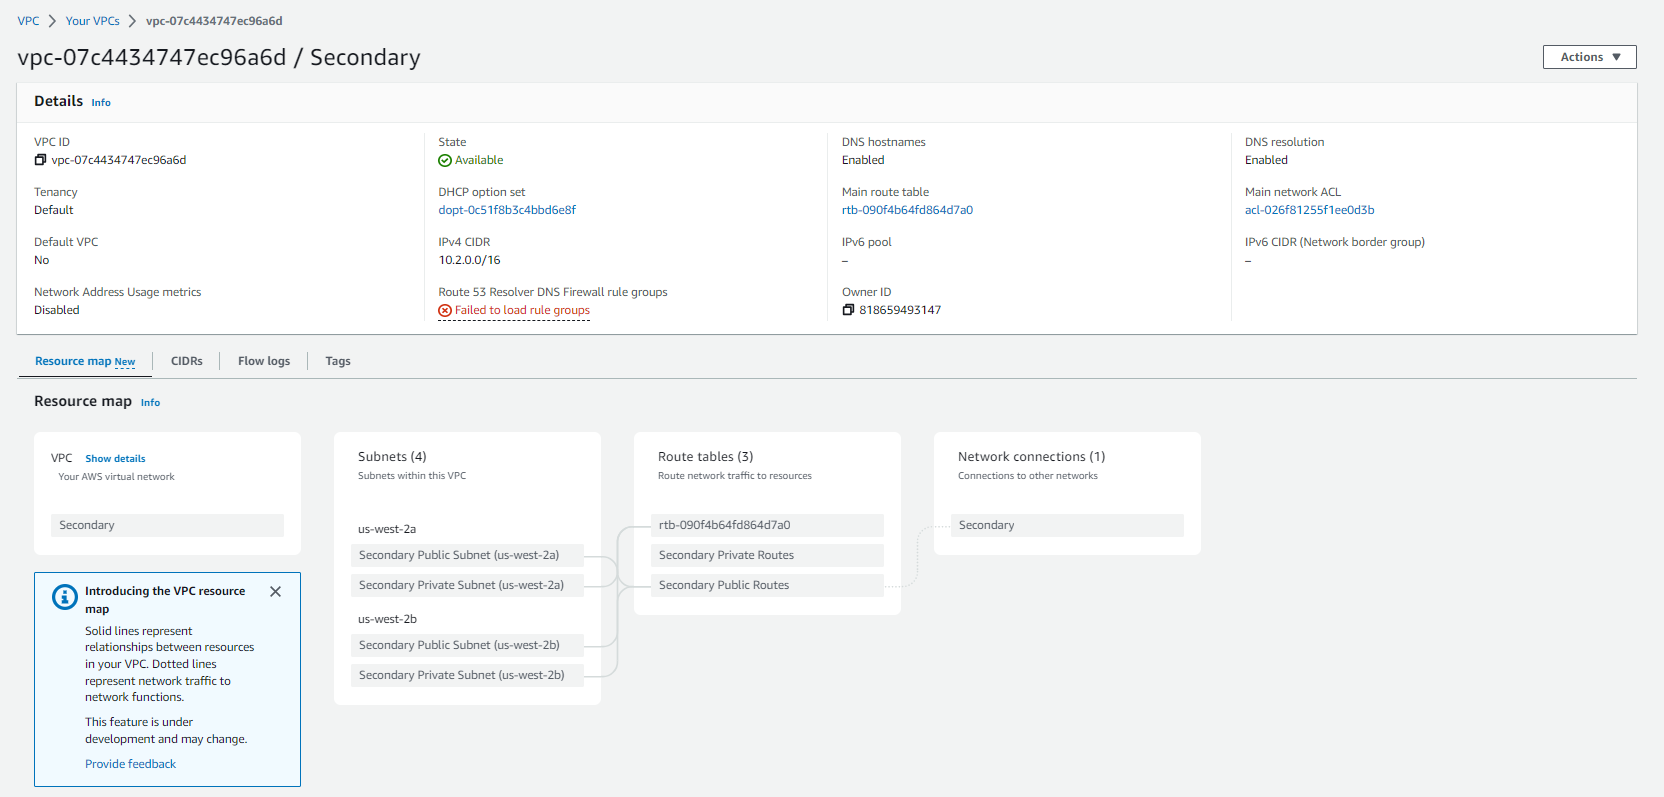 VPC > Your VPCs > vpc-07c4434747ec96a6d
vpc-07c4434747ec96a6d / Secondary
Actions
Details Info
VPC ID
vpc-07c4434747ec96a6d
State
Available
DNS hostnames
Enabled
DNS resolution
Enabled
Tenancy
Default
DHCP option set
dopt-0c51f8b3c4bbd6e8f
Main route table
rtb-090f4b64fd864d7a0
Main network ACL
acl-026f81255f1ee0d3b
Default VPC
No
IPv4 CIDR
10.2.0.0/16
IPv6 pool
–
IPv6 CIDR (Network border group)
–
Network Address Usage metrics
Disabled
Route 53 Resolver DNS Firewall rule groups
Failed to load rule groups
Owner ID
818659493147
Resource map New
CIDRs
Flow logs
Tags
Resource map Info
VPC Show details
Your AWS virtual network
Secondary
Introducing the VPC resource
map
Solid lines represent
relationships between resources
in your VPC. Dotted lines
represent network traffic to
network functions.
This feature is under
development and may change.
Provide feedback
Subnets (4)
Subnets within this VPC
us-west-2a
Secondary Public Subnet (us-west-2a)
Secondary Private Subnet (us-west-2a)
us-west-2b
Secondary Public Subnet (us-west-2b)
Secondary Private Subnet (us-west-2b)
Route tables (3)
Route network traffic to resources
rtb-090f4b64fd864d7a0
Secondary Private Routes
Secondary Public Routes
Network connections (1)
Connections to other networks
Secondary